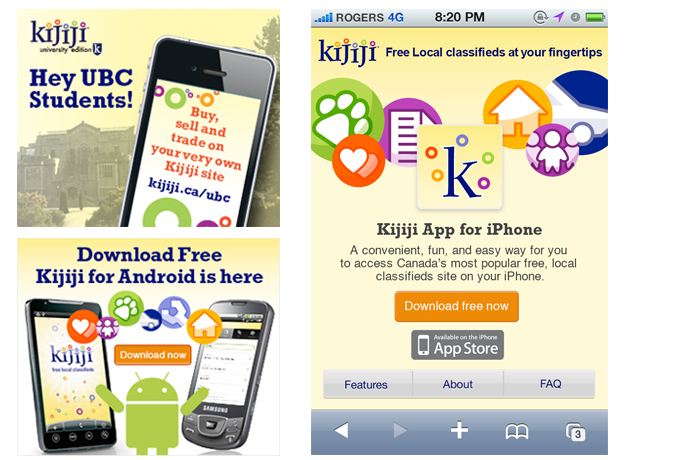 kijiji
university edition k
Hey UBC
Students!
Buy,
sell and
trade on
your very own
Kijiji site
kijiji.ca/ubc
Download Free
Kijiji for Android is here
kijiji
free local classifieds
Download now
SAMSUNG
ROGERS 4G 8:20 PM
kijiji Free Local classifieds at your fingertips
k
Kijiji App for iPhone
A convenient, fun, and easy way for you
to access Canada's most popular free, local
classifieds site on your iPhone.
Download free now
Available on the iPhone
App Store
Features About FAQ
3